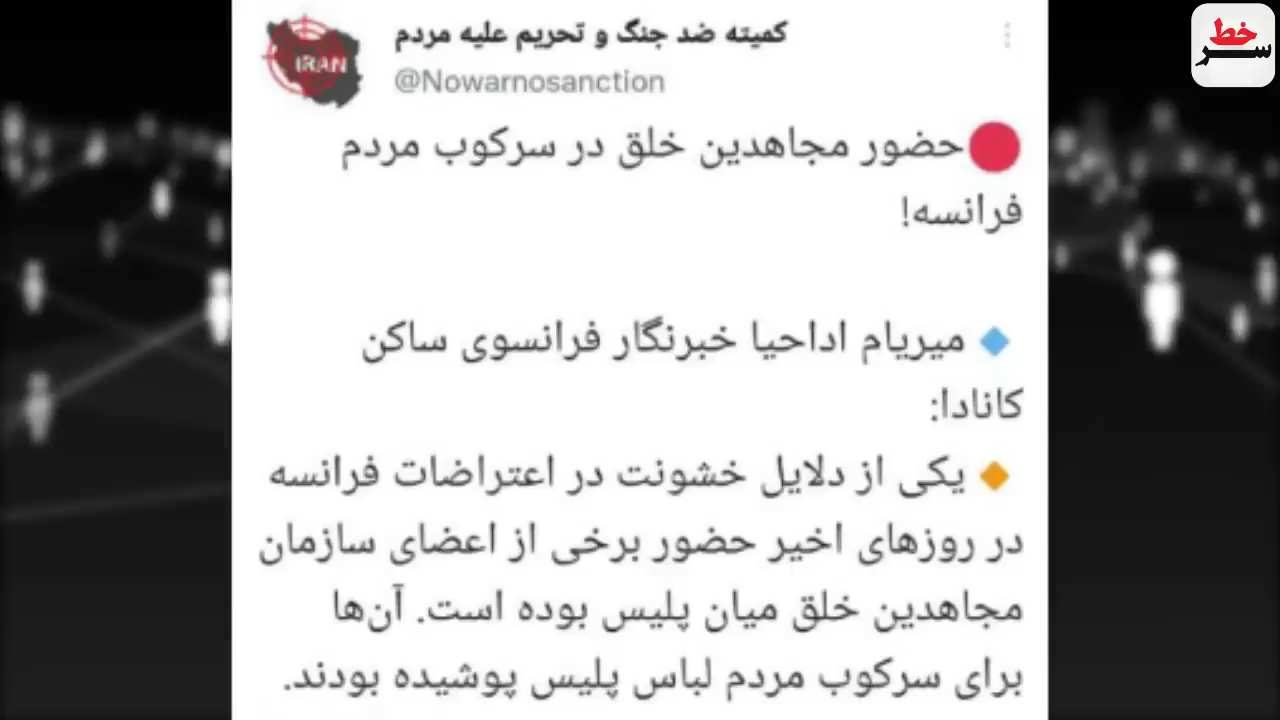 کمیته ضد جنگ و تحریم علیه مردم
IRAN
@Nowarnosanction
خط
سر
حضور مجاهدین خلق در سرکوب مردم
فرانسه!
میریام اداحیا خبرنگار فرانسوی ساکن
کانادا:
یکی از دلایل خشونت در اعتراضات فرانسه
در روزهای اخیر حضور برخی از اعضای سازمان
مجاهدین خلق میان پلیس بوده است. آن‌ها
برای سرکوب مردم لباس پلیس پوشیده بودند.